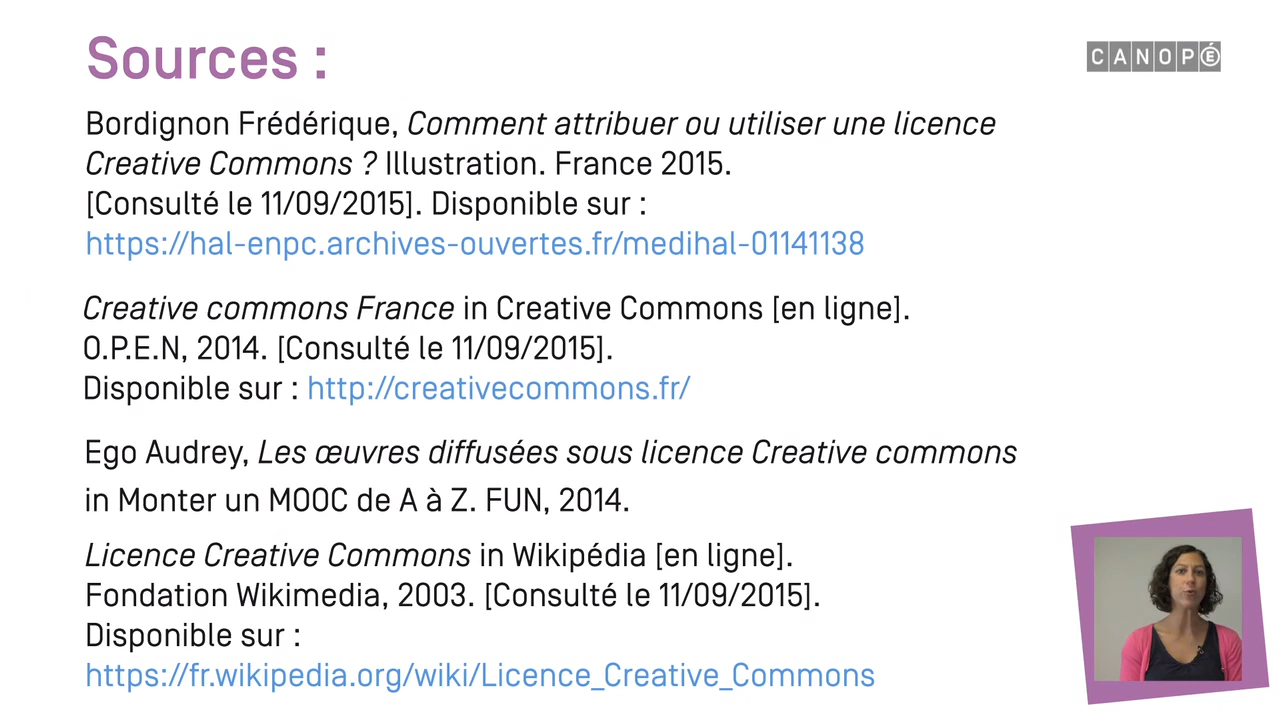 Sources :
CANOPÉ
Bordignon Frédérique, Comment attribuer ou utiliser une licence
Creative Commons ? Illustration. France 2015.
[Consulté le 11/09/2015]. Disponible sur :
https://hal-enpc.archives-ouvertes.fr/medihal-01141138
Creative commons France in Creative Commons [en ligne].
O.P.E.N, 2014. [Consulté le 11/09/2015].
Disponible sur : http://creativecommons.fr/
Ego Audrey, Les œuvres diffusées sous licence Creative commons
in Monter un MOOC de A à Z. FUN, 2014.
Licence Creative Commons in Wikipédia [en ligne].
Fondation Wikimedia, 2003. [Consulté le 11/09/2015].
Disponible sur :
https://fr.wikipedia.org/wiki/Licence_Creative_Commons